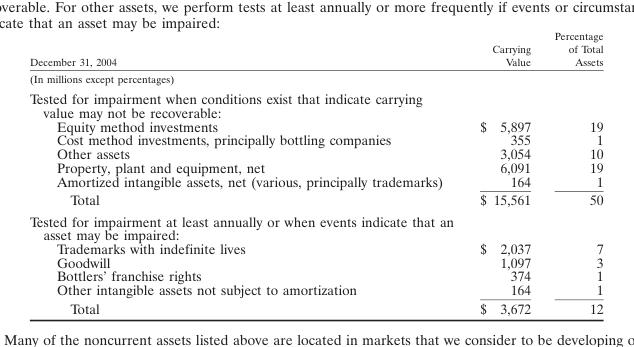 overable. For other assets, we perform tests at least annually or more frequently if events or circumstan
cate that an asset may be impaired:
Percentage
Carrying of Total
December 31, 2004 Value Assets
(In millions except percentages)
Tested for impairment when conditions exist that indicate carrying
value may not be recoverable:
Equity method investments $ 5,897 19
Cost method investments, principally bottling companies 355 1
Other assets 3,054 10
Property, plant and equipment, net 6,091 19
Amortized intangible assets, net (various, principally trademarks) 164 1
Total $ 15,561 50
Tested for impairment at least annually or when events indicate that an
asset may be impaired:
Trademarks with indefinite lives $ 2,037 7
Goodwill 1,097 3
Bottlers' franchise rights 374 1
Other intangible assets not subject to amortization 164 1
Total $ 3,672 12
Many of the noncurrent assets listed above are located in markets that we consider to be developing o